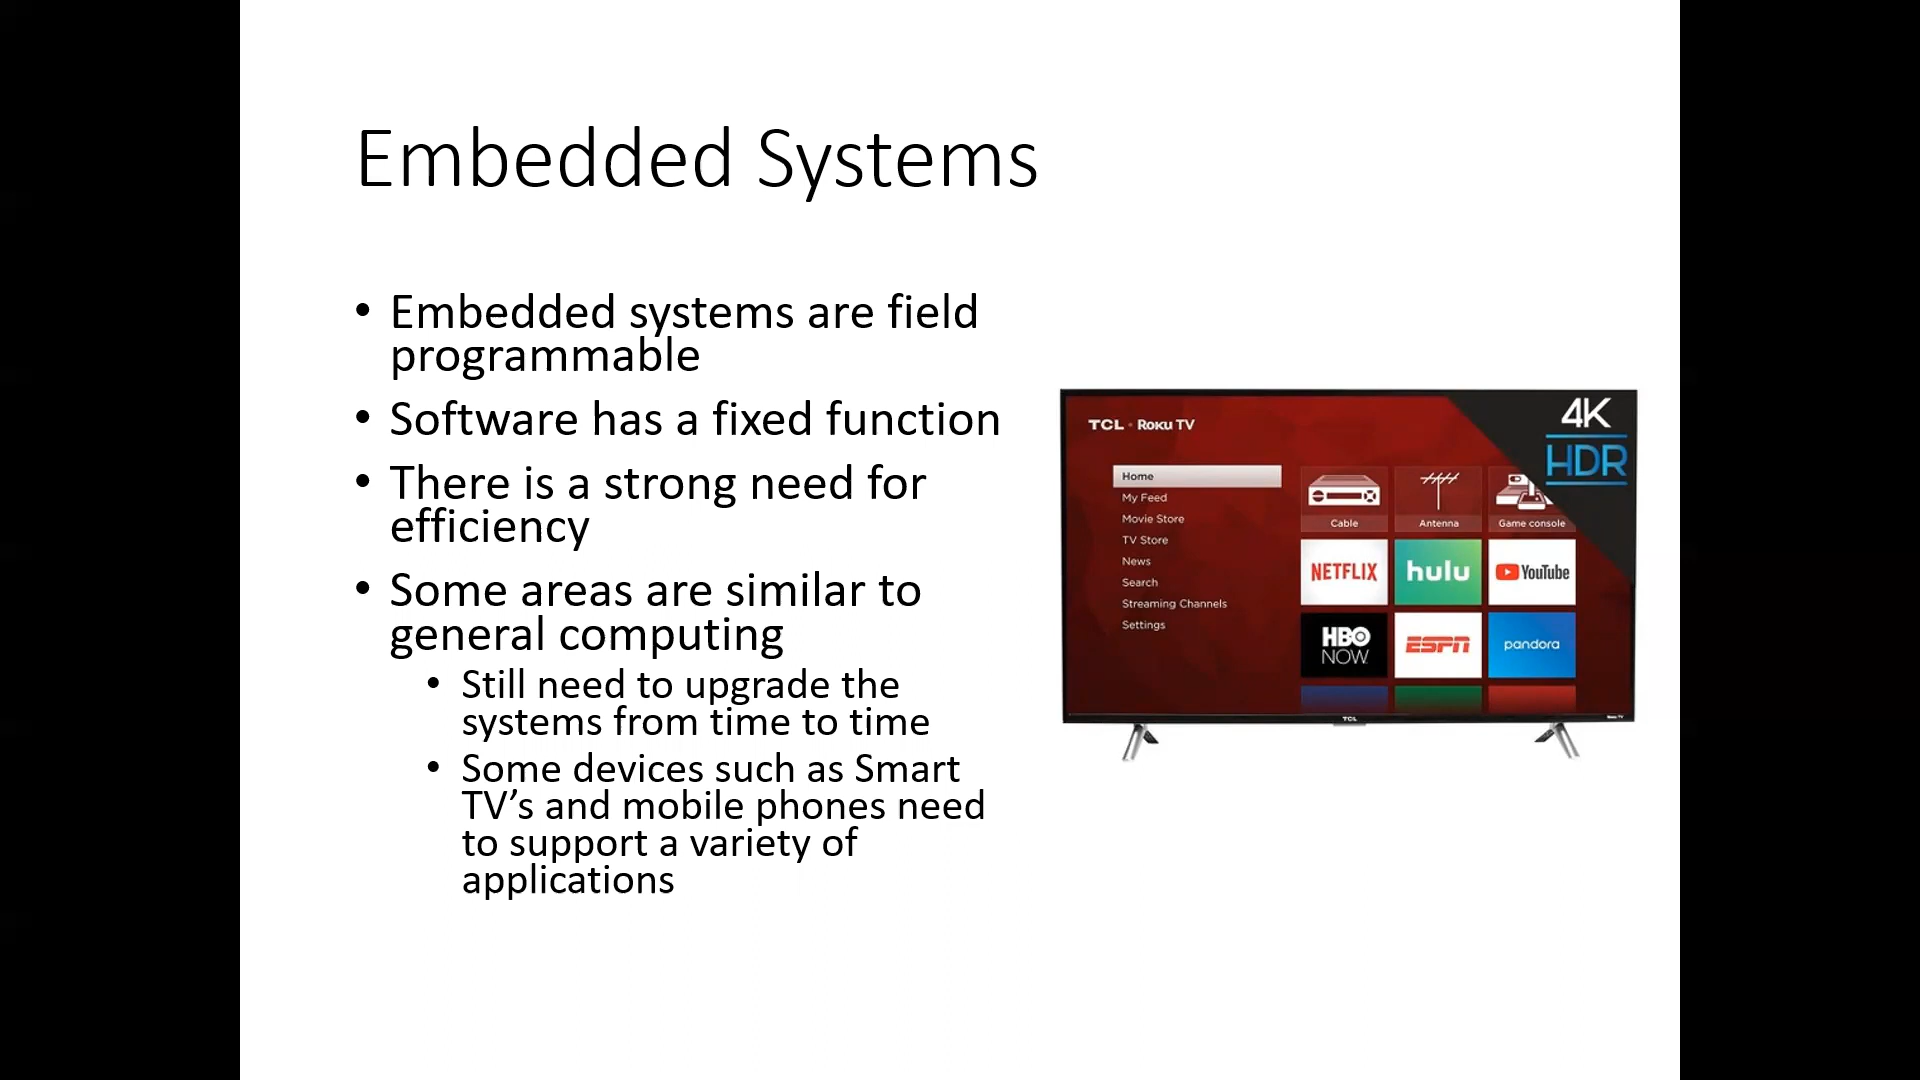 Embedded Systems
• Embedded systems are field
programmable
• Software has a fixed function
• There is a strong need for
efficiency
• Some areas are similar to
general computing
• Still need to upgrade the
systems from time to time
• Some devices such as Smart
TV’s and mobile phones need
to support a variety of
applications
TCL • Roku TV
4K
HDR
Home
My Feed
Movie Store
TV Store
News
Search
Streaming Channels
Settings
Cable
Antenna
Game console
NETFLIX
hulu
YouTube
HBO
NOW
ESPN
pandora
TCL
Roku TV